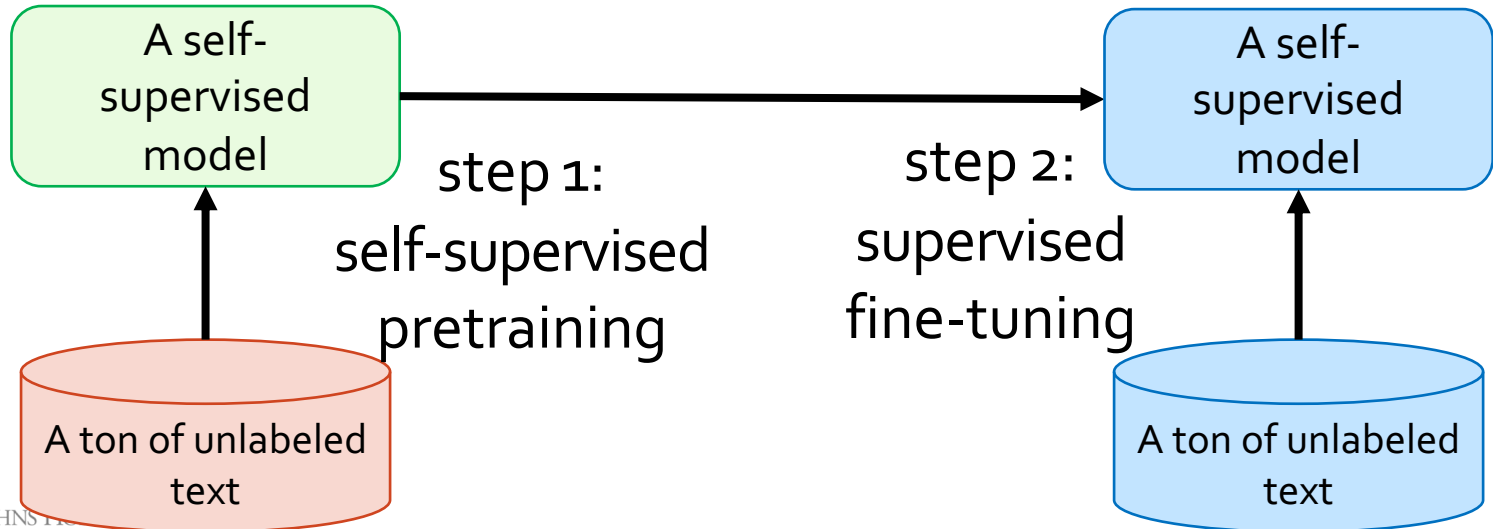 A self-
supervised
model
step 1:
self-supervised
pretraining
A ton of unlabeled
text
step 2:
supervised
fine-tuning
A self-
supervised
model
A ton of unlabeled
text